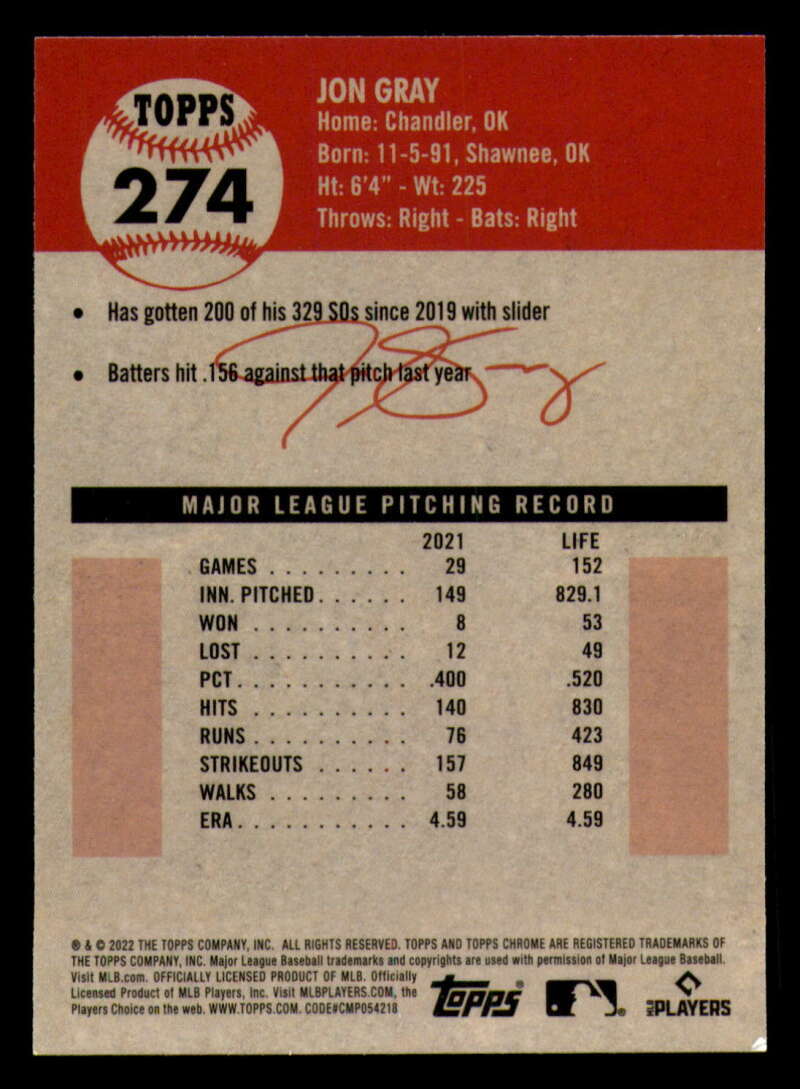 TOPPS
274
JON GRAY
Home: Chandler, OK
Born: 11-5-91, Shawnee, OK
Ht: 6'4" - Wt: 225
Throws: Right - Bats: Right
• Has gotten 200 of his 329 SOs since 2019 with slider
• Batters hit .156 against that pitch last year
MAJOR LEAGUE PITCHING RECORD
2021 LIFE
GAMES . . . . . . . . . 29 152
INN. PITCHED . . . . . . 149 829.1
WON . . . . . . . . . . 8 53
LOST . . . . . . . . . . 12 49
PCT. . . . . . . . . . . .400 .520
HITS . . . . . . . . . . 140 830
RUNS . . . . . . . . . . 76 423
STRIKEOUTS . . . . . . 157 849
WALKS . . . . . . . . . 58 280
ERA. . . . . . . . . . . 4.59 4.59
® & © 2022 THE TOPPS COMPANY, INC. ALL RIGHTS RESERVED. TOPPS AND TOPPS CHROME ARE REGISTERED TRADEMARKS OF
THE TOPPS COMPANY, INC. Major League Baseball trademarks and copyrights are used with permission of Major League Baseball.
Visit MLB.com. OFFICIALLY LICENSED PRODUCT OF MLB. Officially
Licensed Product of MLB Players, Inc. Visit MLBPLAYERS.COM, the
Players Choice on the web. WWW.TOPPS.COM. CODE#CMP054218
Topps®
MLB PLAYERS